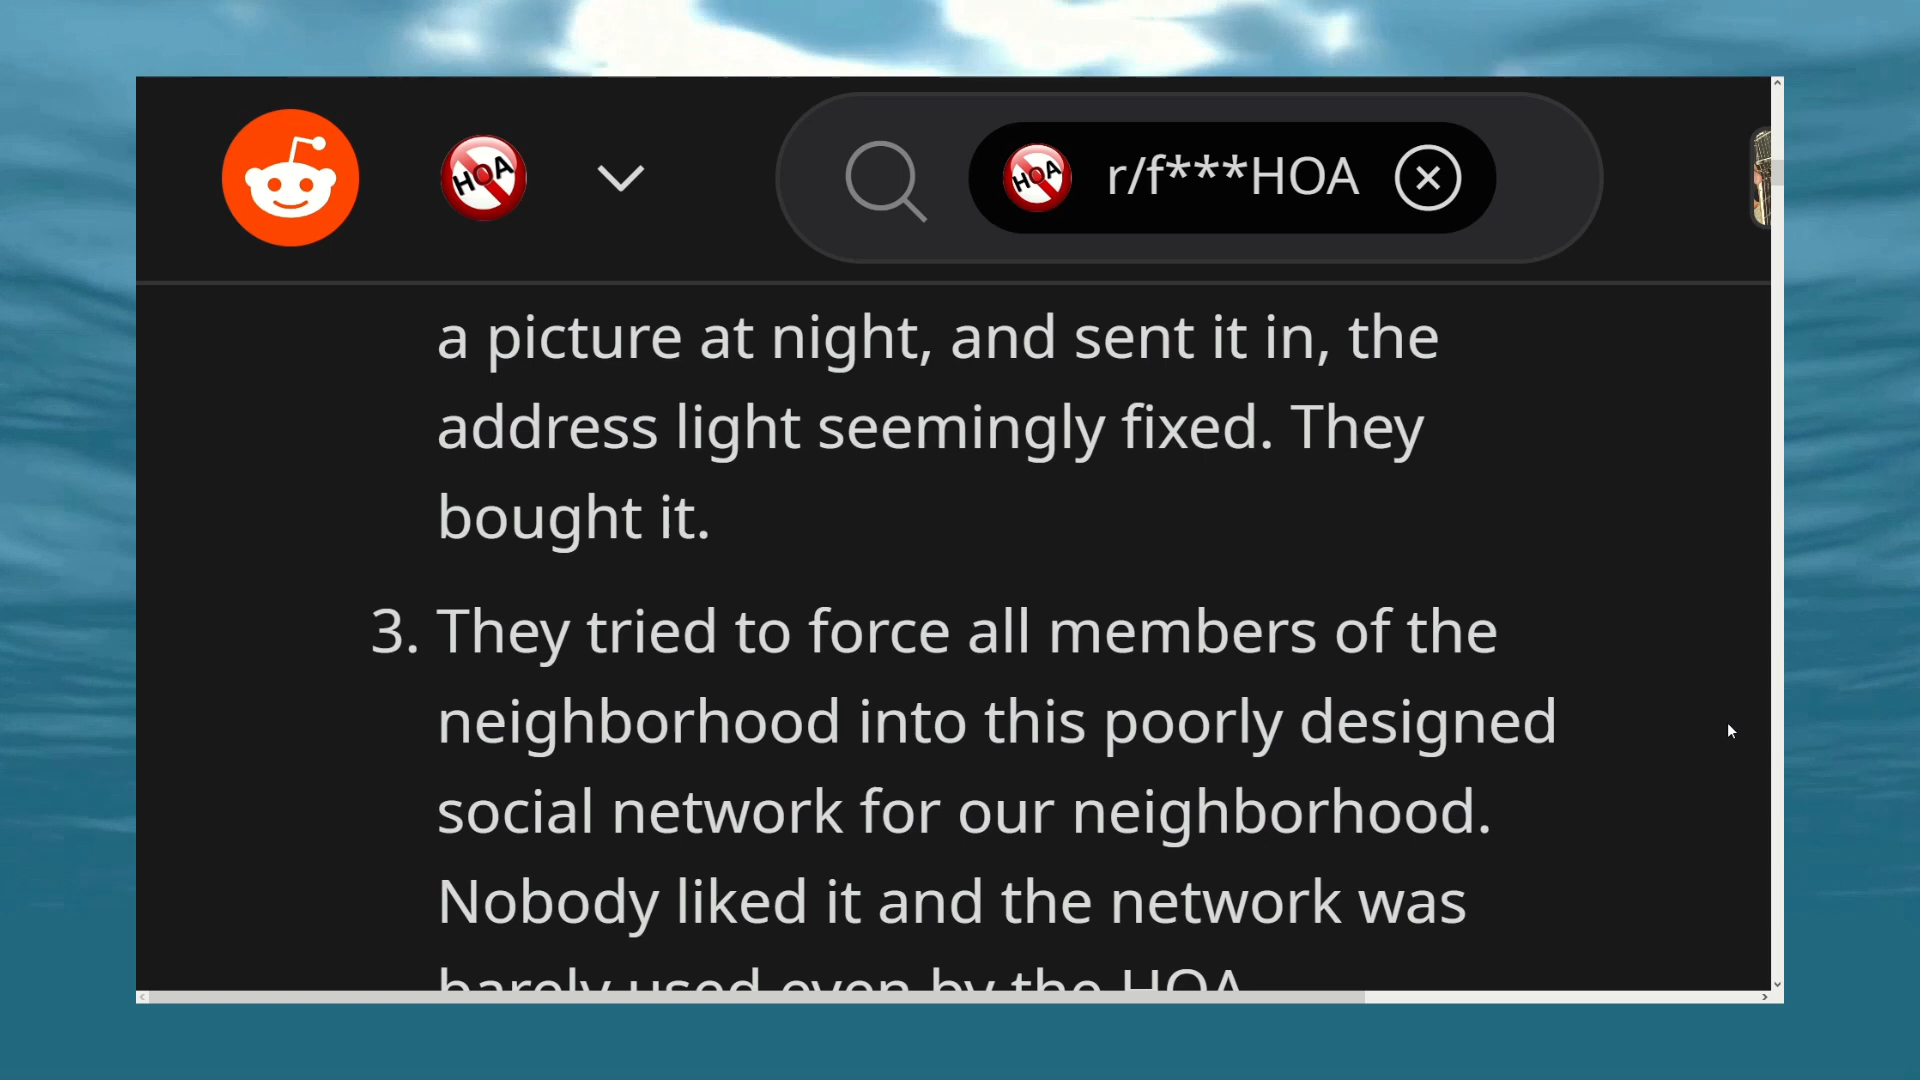 HOA
HOA r/f***HOA
a picture at night, and sent it in, the
address light seemingly fixed. They
bought it.
3. They tried to force all members of the
neighborhood into this poorly designed
social network for our neighborhood.
Nobody liked it and the network was
barely used even by the HOA